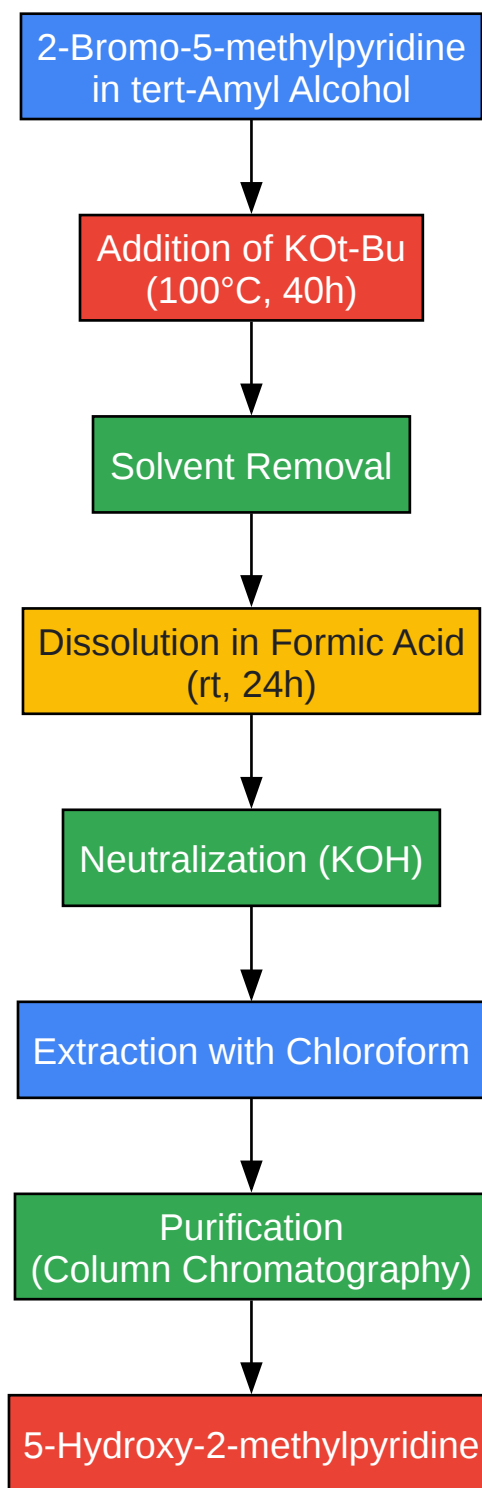 2-Bromo-5-methylpyridine
in tert-Amyl Alcohol
Addition of KOt-Bu
(100°C, 40h)
Solvent Removal
Dissolution in Formic Acid
(rt, 24h)
Neutralization (KOH)
Extraction with Chloroform
Purification
(Column Chromatography)
5-Hydroxy-2-methylpyridine